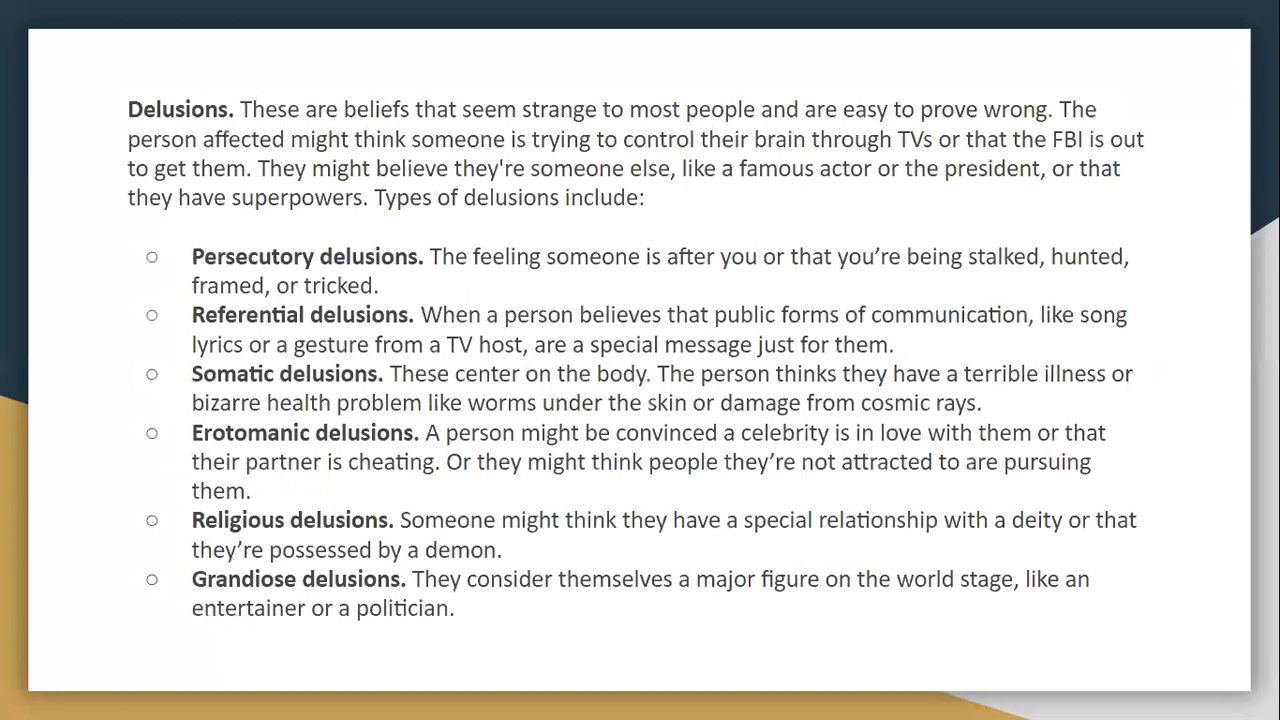 Delusions. These are beliefs that seem strange to most people and are easy to prove wrong. The
person affected might think someone is trying to control their brain through TVs or that the FBI is out
to get them. They might believe they're someone else, like a famous actor or the president, or that
they have superpowers. Types of delusions include:
○ Persecutory delusions. The feeling someone is after you or that you’re being stalked, hunted,
framed, or tricked.
○ Referential delusions. When a person believes that public forms of communication, like song
lyrics or a gesture from a TV host, are a special message just for them.
○ Somatic delusions. These center on the body. The person thinks they have a terrible illness or
bizarre health problem like worms under the skin or damage from cosmic rays.
○ Erotomanic delusions. A person might be convinced a celebrity is in love with them or that
their partner is cheating. Or they might think people they’re not attracted to are pursuing
them.
○ Religious delusions. Someone might think they have a special relationship with a deity or that
they’re possessed by a demon.
○ Grandiose delusions. They consider themselves a major figure on the world stage, like an
entertainer or a politician.